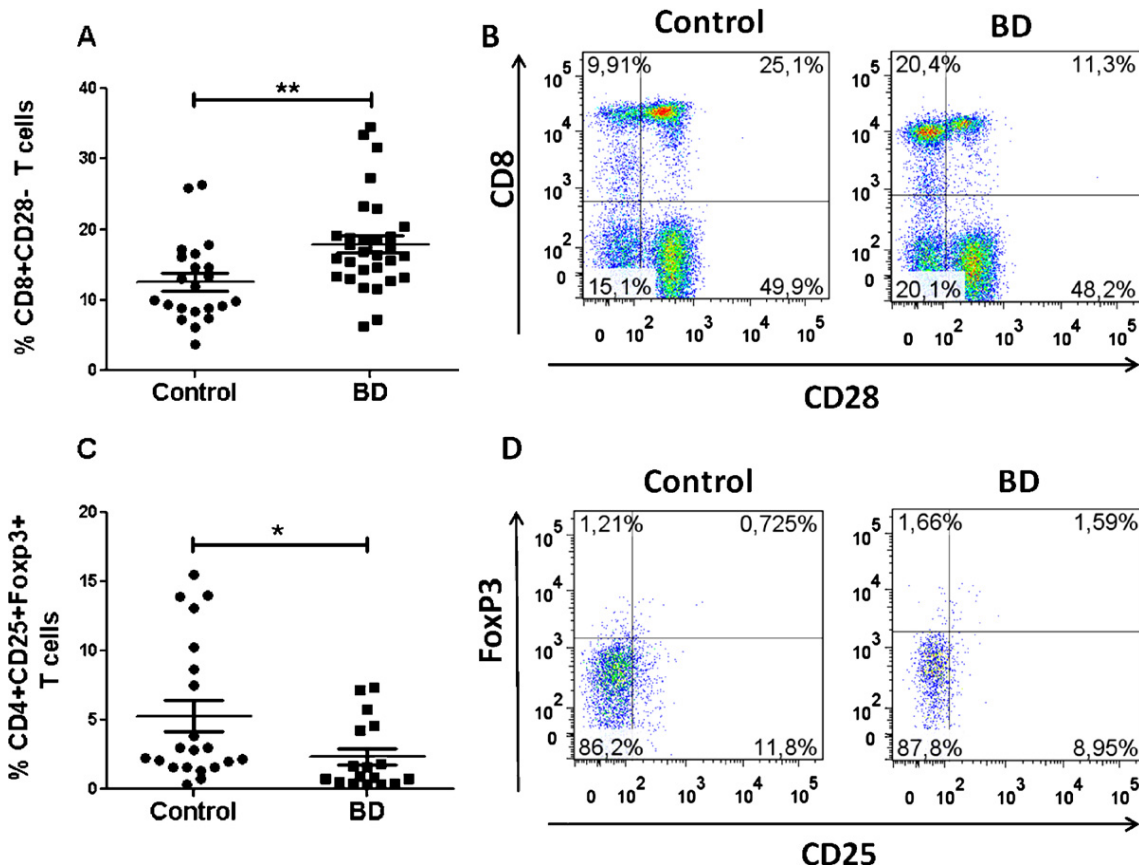 A
% CD8+CD28- T cells
40
30
20
10
0
**
Control
BD
B
Control
BD
CD8
10^5
10^4
10^3
10^2
0
9,91%
25,1%
15,1%
49,9%
0 10^2 10^3 10^4 10^5
10^5
10^4
10^3
10^2
0
20,4%
11,3%
20,1%
48,2%
0 10^2 10^3 10^4 10^5
CD28
C
% CD4+CD25+Foxp3+
T cells
20
15
10
5
0
*
Control
BD
D
Control
BD
FoxP3
10^5
10^4
10^3
10^2
0
1,21%
0,725%
86,2%
11,8%
0 10^2 10^3 10^4 10^5
10^5
10^4
10^3
10^2
0
1,66%
1,59%
87,8%
8,95%
0 10^2 10^3 10^4 10^5
CD25